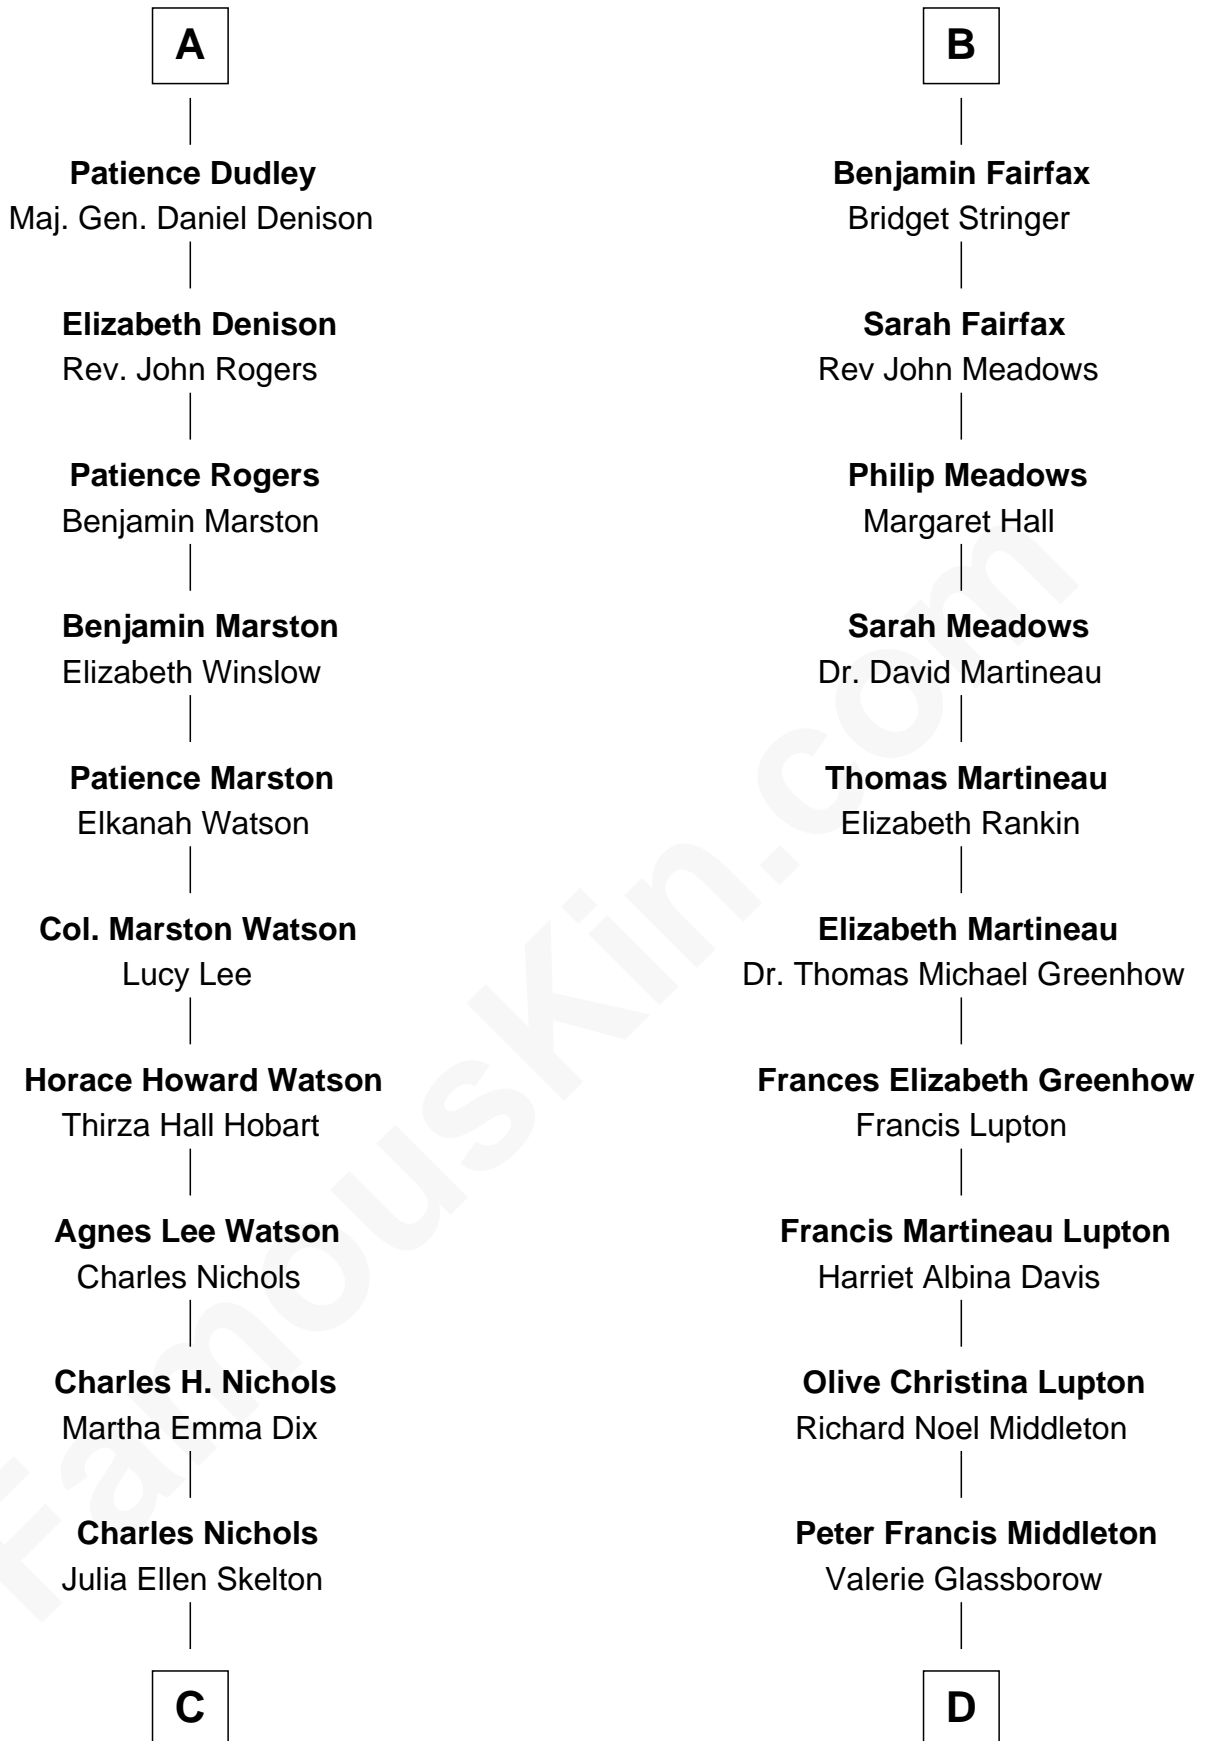 A
Patience Dudley
Maj. Gen. Daniel Denison
Elizabeth Denison
Rev. John Rogers
Patience Rogers
Benjamin Marston
Benjamin Marston
Elizabeth Winslow
Patience Marston
Elkanah Watson
Col. Marston Watson
Lucy Lee
Horace Howard Watson
Thirza Hall Hobart
Agnes Lee Watson
Charles Nichols
Charles H. Nichols
Martha Emma Dix
Charles Nichols
Julia Ellen Skelton
C
B
Benjamin Fairfax
Bridget Stringer
Sarah Fairfax
Rev John Meadows
Philip Meadows
Margaret Hall
Sarah Meadows
Dr. David Martineau
Thomas Martineau
Elizabeth Rankin
Elizabeth Martineau
Dr. Thomas Michael Greenhow
Frances Elizabeth Greenhow
Francis Lupton
Francis Martineau Lupton
Harriet Albina Davis
Olive Christina Lupton
Richard Noel Middleton
Peter Francis Middleton
Valerie Glassborow
D
FamousKin.com